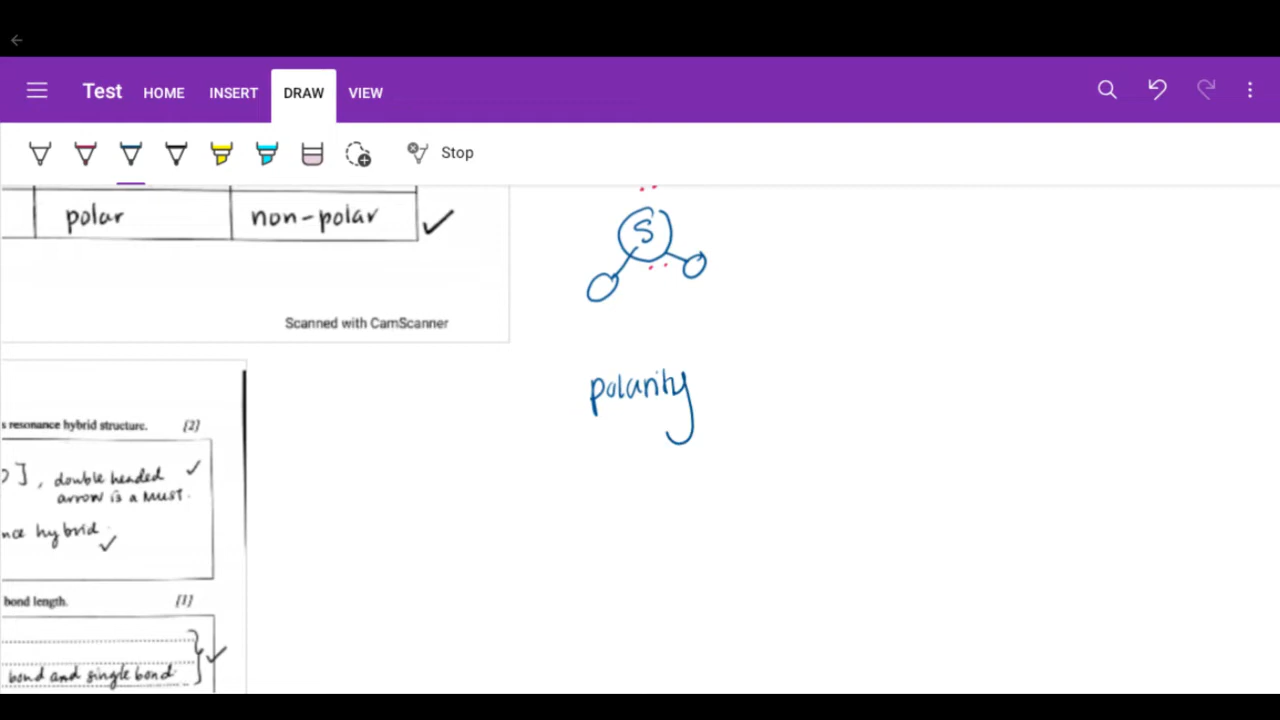 Test HOME INSERT DRAW VIEW
Stop
polar non-polar
S
Scanned with CamScanner
polarity
s resonance hybrid structure. [2]
], double headed
arrow is a MUST.
nce hybrid
bond length. [1]
bond and single bond